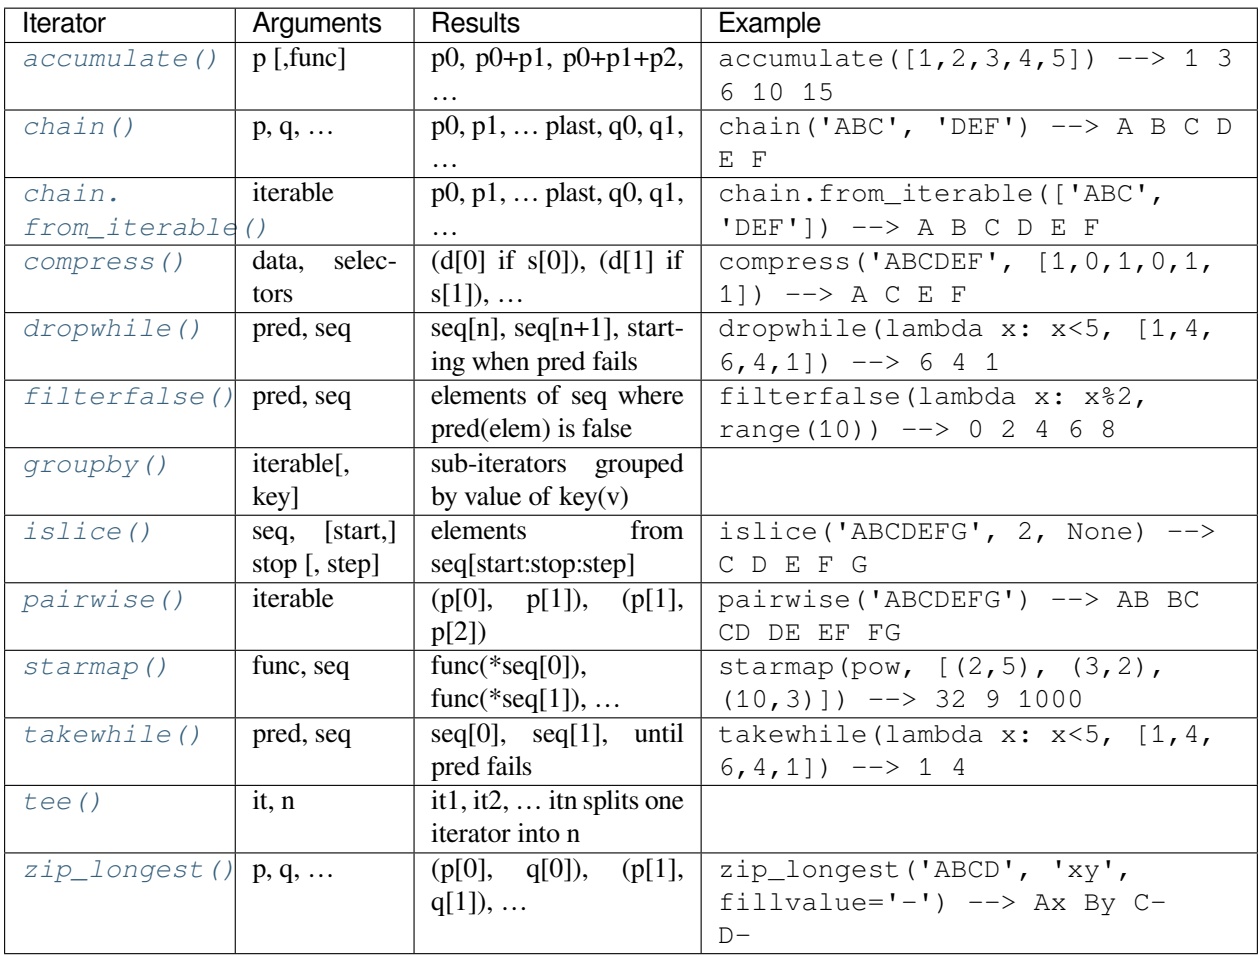 Iterator Arguments Results Example
accumulate() p [,func] p0, p0+p1, p0+p1+p2, accumulate([1,2,3,4,5]) --> 1 3
… 6 10 15
chain() p, q, … p0, p1, … plast, q0, q1, chain('ABC', 'DEF') --> A B C D
… E F
chain. iterable p0, p1, … plast, q0, q1, chain.from_iterable(['ABC',
from_iterable() … 'DEF']) --> A B C D E F
compress() data, selec- (d[0] if s[0]), (d[1] if compress('ABCDEF', [1,0,1,0,1,
tors s[1]), … 1]) --> A C E F
dropwhile() pred, seq seq[n], seq[n+1], start- dropwhile(lambda x: x<5, [1,4,
ing when pred fails 6,4,1]) --> 6 4 1
filterfalse() pred, seq elements of seq where filterfalse(lambda x: x%2,
pred(elem) is false range(10)) --> 0 2 4 6 8
groupby() iterable[, sub-iterators grouped
key] by value of key(v)
islice() seq, [start,] elements from islice('ABCDEFG', 2, None) -->
stop [, step] seq[start:stop:step] C D E F G
pairwise() iterable (p[0], p[1]), (p[1], pairwise('ABCDEFG') --> AB BC
p[2]) CD DE EF FG
starmap() func, seq func(*seq[0]), starmap(pow, [(2,5), (3,2),
func(*seq[1]), … (10,3)]) --> 32 9 1000
takewhile() pred, seq seq[0], seq[1], until takewhile(lambda x: x<5, [1,4,
pred fails 6,4,1]) --> 1 4
tee() it, n it1, it2, … itn splits one
iterator into n
zip_longest() p, q, … (p[0], q[0]), (p[1], zip_longest('ABCD', 'xy',
q[1]), … fillvalue='-') --> Ax By C-
D-